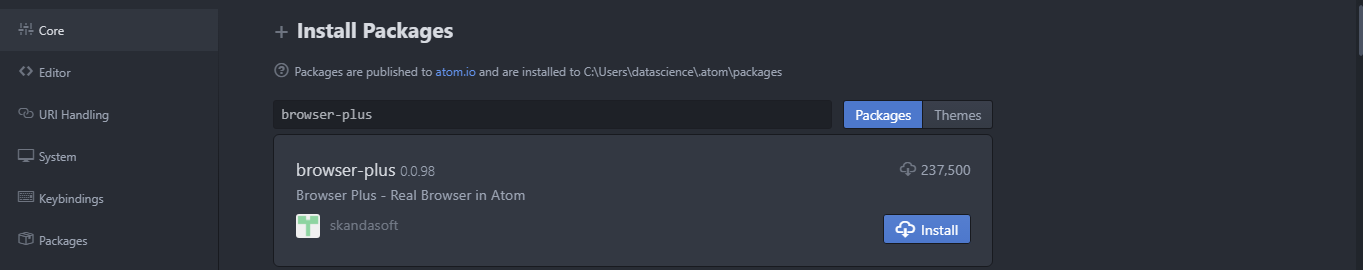 Core
Editor
URI Handling
System
Keybindings
Packages
+ Install Packages
Packages are published to atom.io and are installed to C:\Users\datascience\.atom\packages
browser-plus
Packages Themes
browser-plus 0.0.98 237,500
Browser Plus - Real Browser in Atom
skandasoft
Install